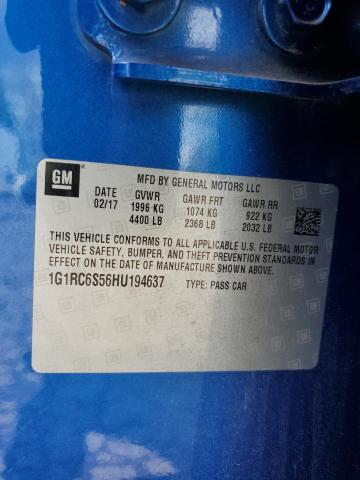 GM
MFD BY GENERAL MOTORS LLC
DATE GVWR GAWR FRT GAWR RR
02/17 1996 KG 1074 KG 922 KG
4400 LB 2368 LB 2032 LB
THIS VEHICLE CONFORMS TO ALL APPLICABLE U.S. FEDERAL MOTOR
VEHICLE SAFETY, BUMPER, AND THEFT PREVENTION STANDARDS IN
EFFECT ON THE DATE OF MANUFACTURE SHOWN ABOVE.
1G1RC6S56HU194637 TYPE: PASS CAR